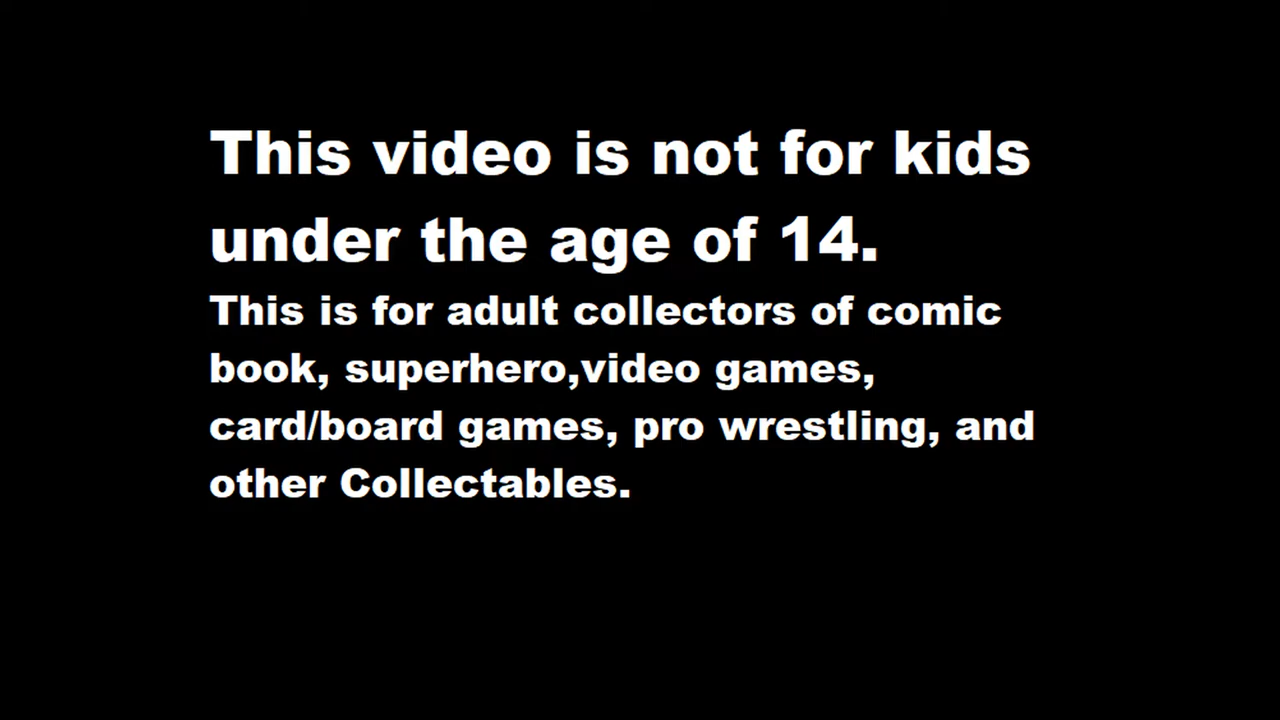 This video is not for kids
under the age of 14.
This is for adult collectors of comic
book, superhero,video games,
card/board games, pro wrestling, and
other Collectables.